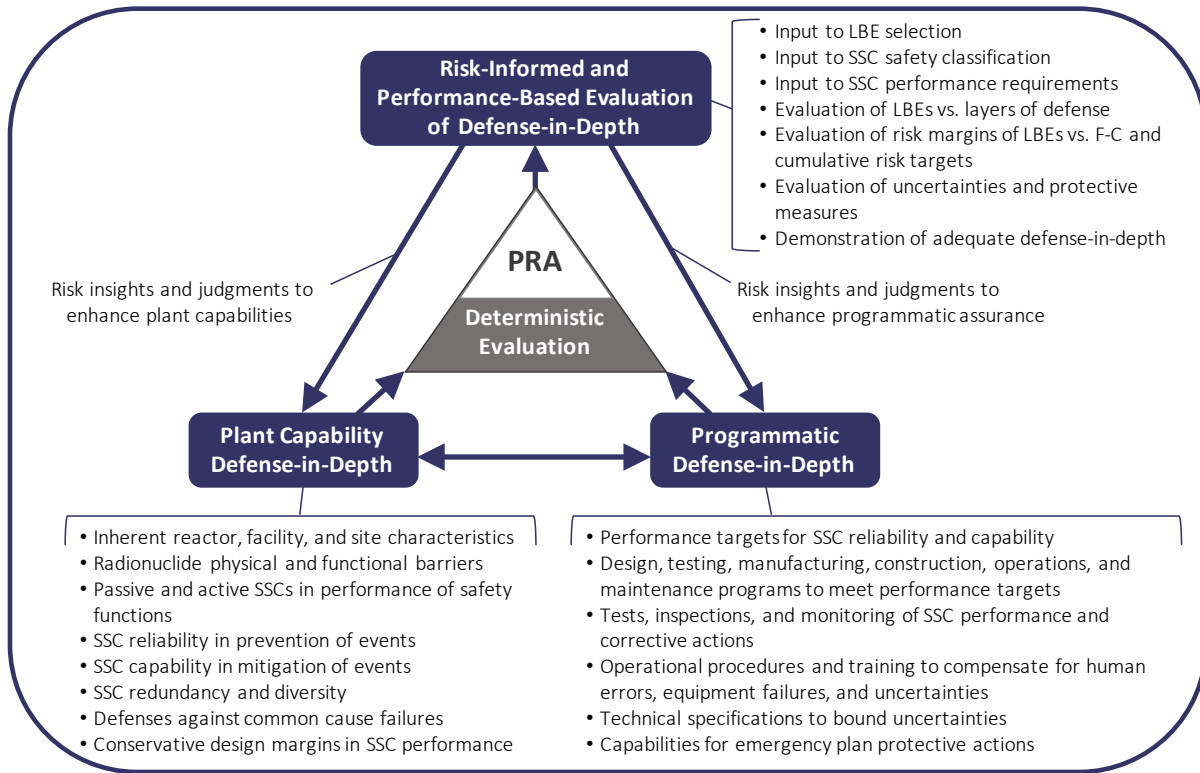 Risk-Informed and
Performance-Based Evaluation
of Defense-in-Depth
• Input to LBE selection
• Input to SSC safety classification
• Input to SSC performance requirements
• Evaluation of LBEs vs. layers of defense
• Evaluation of risk margins of LBEs vs. F-C and
cumulative risk targets
• Evaluation of uncertainties and protective
measures
• Demonstration of adequate defense-in-depth
PRA
Deterministic
Evaluation
Risk insights and judgments to
enhance plant capabilities
Risk insights and judgments to
enhance programmatic assurance
Plant Capability
Defense-in-Depth
Programmatic
Defense-in-Depth
• Inherent reactor, facility, and site characteristics
• Radionuclide physical and functional barriers
• Passive and active SSCs in performance of safety
functions
• SSC reliability in prevention of events
• SSC capability in mitigation of events
• SSC redundancy and diversity
• Defenses against common cause failures
• Conservative design margins in SSC performance
• Performance targets for SSC reliability and capability
• Design, testing, manufacturing, construction, operations, and
maintenance programs to meet performance targets
• Tests, inspections, and monitoring of SSC performance and
corrective actions
• Operational procedures and training to compensate for human
errors, equipment failures, and uncertainties
• Technical specifications to bound uncertainties
• Capabilities for emergency plan protective actions